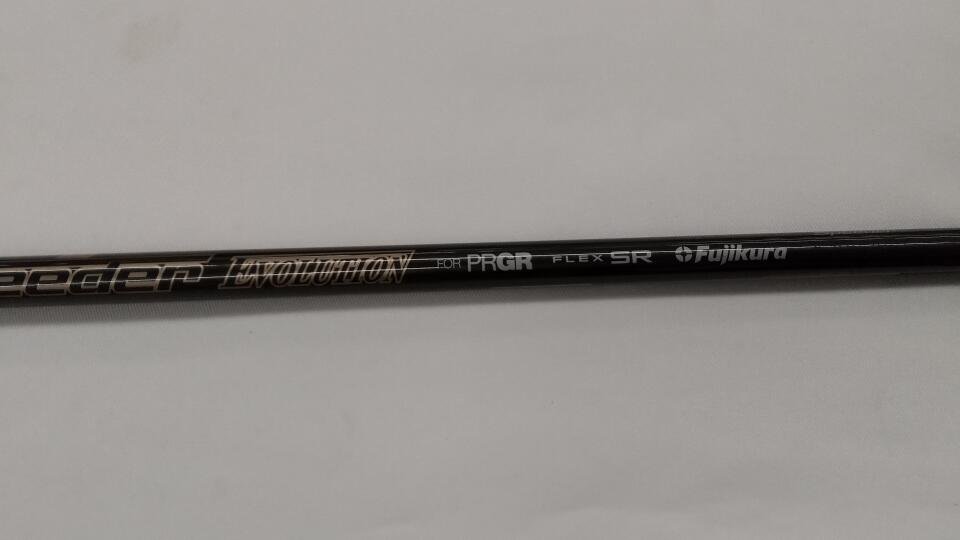 eeder EVOLUTION FOR PRGR FLEX SR Fujikura